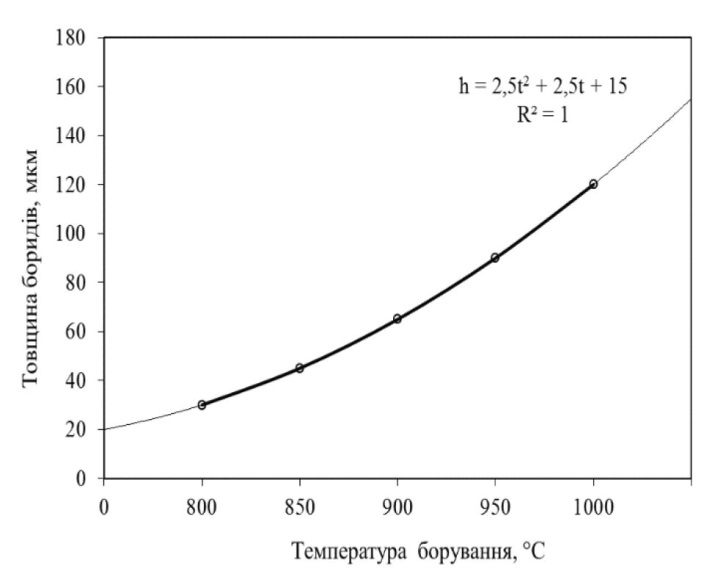 180
160
140
120
100
80
60
40
20
0
h = 2,5t² + 2,5t + 15
R² = 1
Товщина боридів, мкм
0 800 850 900 950 1000
Температура борування, °С